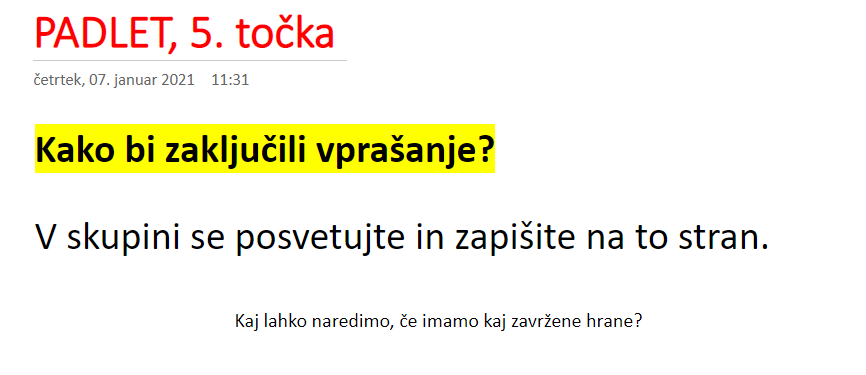 PADLET, 5. točka
četrtek, 07. januar 2021 11:31
Kako bi zaključili vprašanje?
V skupini se posvetujte in zapišite na to stran.
Kaj lahko naredimo, če imamo kaj zavržene hrane?